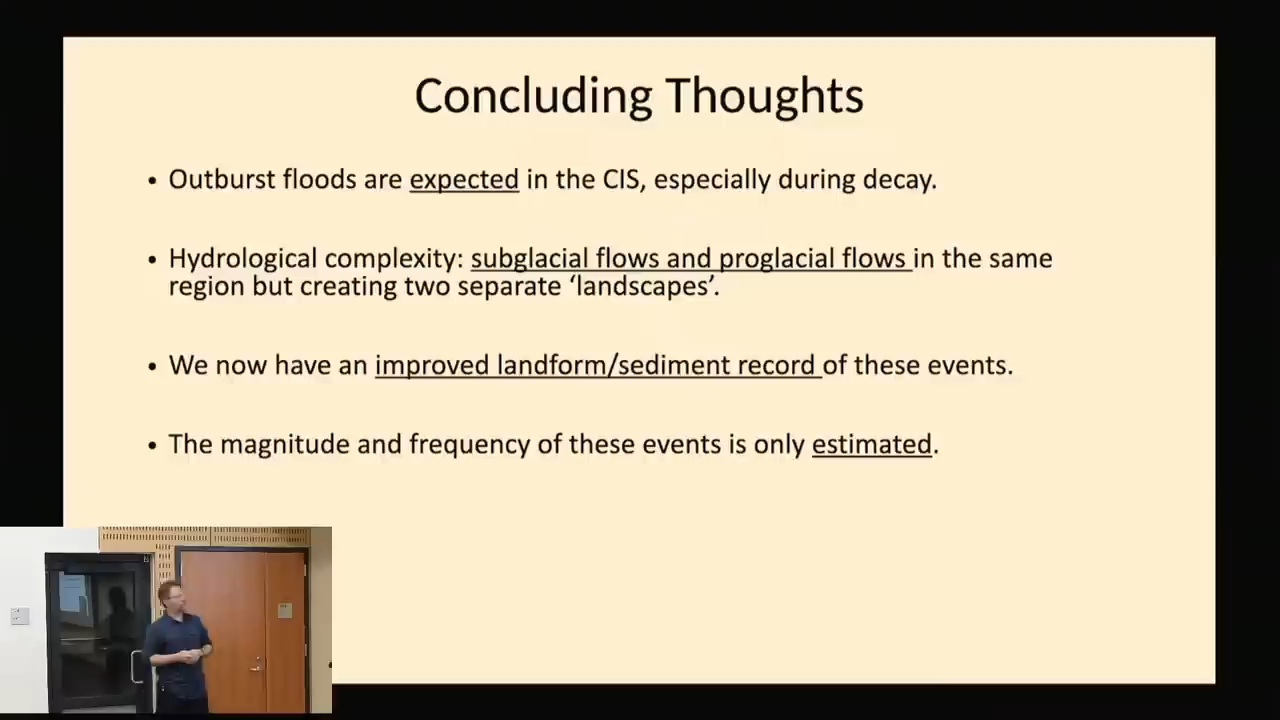 Concluding Thoughts
• Outburst floods are expected in the CIS, especially during decay.
• Hydrological complexity: subglacial flows and proglacial flows in the same
region but creating two separate ‘landscapes’.
• We now have an improved landform/sediment record of these events.
• The magnitude and frequency of these events is only estimated.